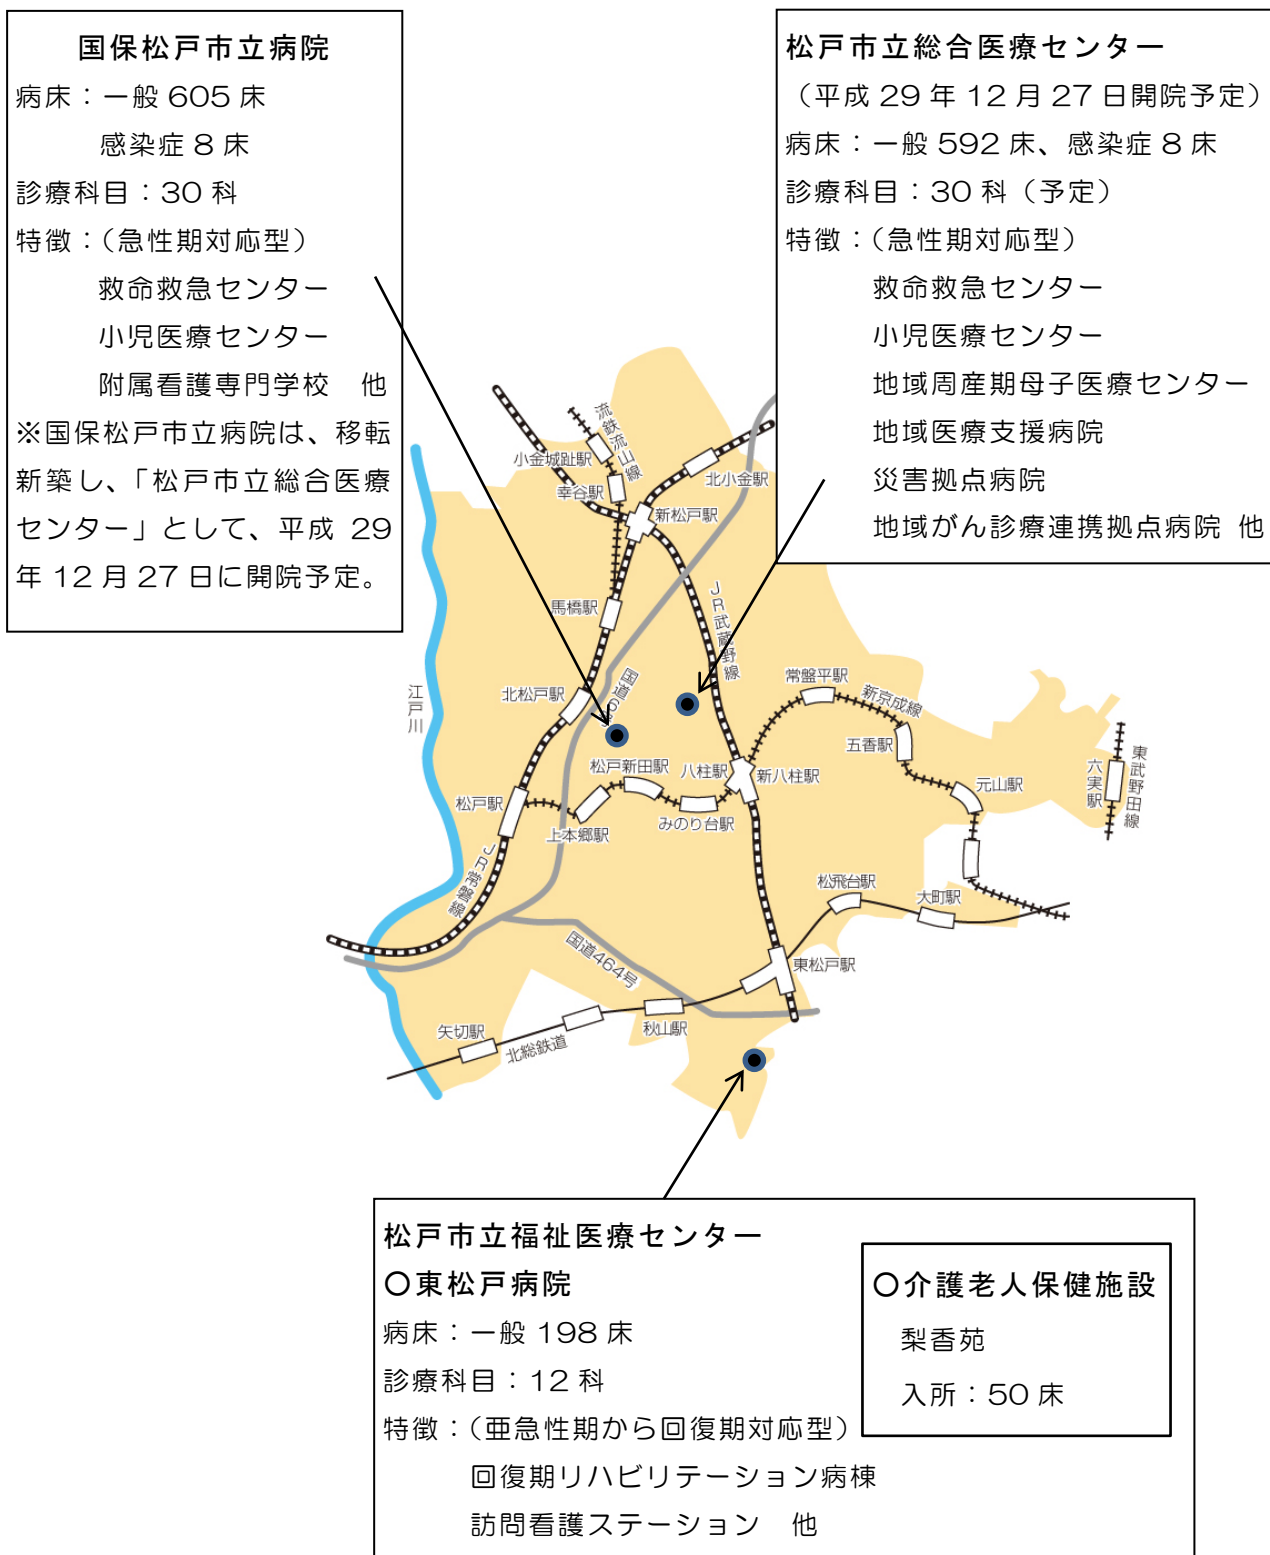 国保松戸市立病院
病床：一般 605 床
感染症 8 床
診療科目：30 科
特徴：（急性期対応型）
救命救急センター
小児医療センター
附属看護専門学校　他
※国保松戸市立病院は、移転
新築し、「松戸市立総合医療
センター」として、平成 29
年 12 月 27 日に開院予定。
松戸市立総合医療センター
（平成 29 年 12 月 27 日開院予定）
病床：一般 592 床、感染症 8 床
診療科目：30 科（予定）
特徴：（急性期対応型）
救命救急センター
小児医療センター
地域周産期母子医療センター
地域医療支援病院
災害拠点病院
地域がん診療連携拠点病院 他
流鉄流山線
小金城趾駅
幸谷駅
北小金駅
新松戸駅
馬橋駅
JR武蔵野線
江戸川
北松戸駅
国道
常盤平駅
新京成線
五香駅
元山駅
六実駅
東武野田線
松戸新田駅
八柱駅
新八柱駅
松戸駅
上本郷駅
みのり台駅
JR常磐線
松飛台駅
大町駅
国道464号
東松戸駅
矢切駅
北総鉄道
秋山駅
松戸市立福祉医療センター
〇東松戸病院
病床：一般 198 床
診療科目：12 科
特徴：（亜急性期から回復期対応型）
回復期リハビリテーション病棟
訪問看護ステーション　他
〇介護老人保健施設
梨香苑
入所：50 床